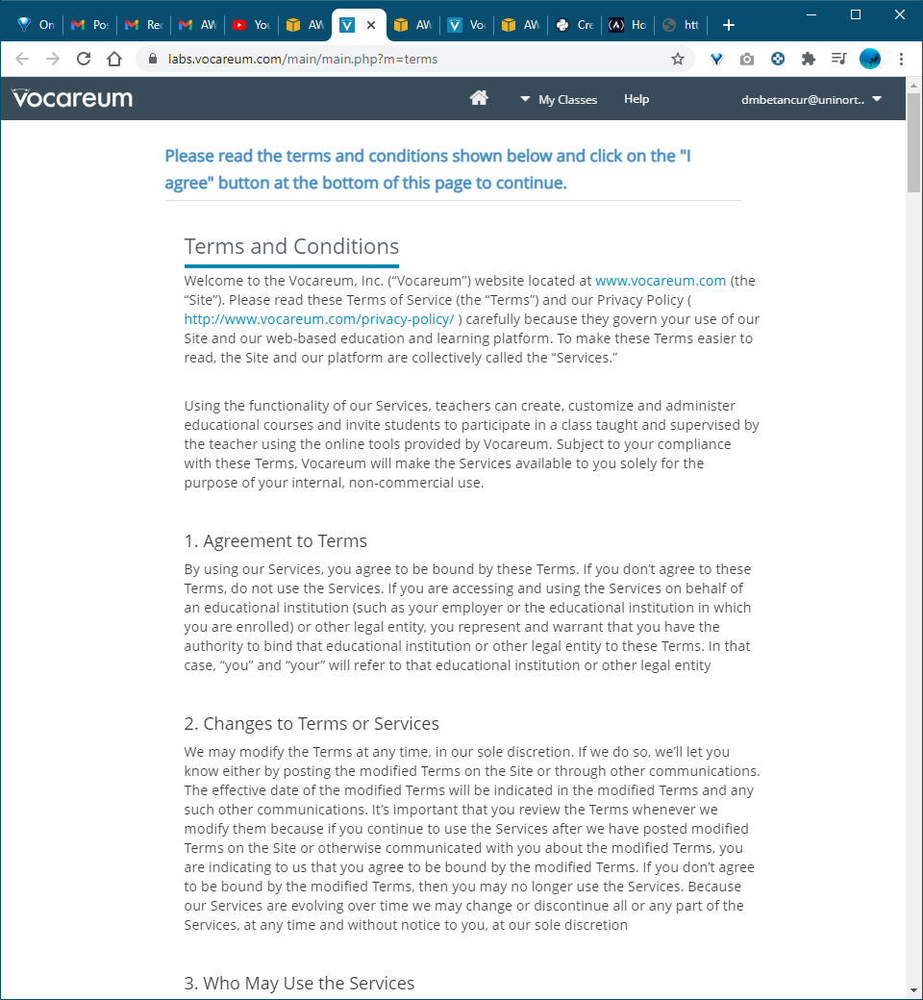 On
Po
Rec
AW
You
AW
AW
Voc
AW
Cre
Ho
htt
labs.vocareum.com/main/main.php?m=terms
vocareum
My Classes
Help
dmbetancur@uninort..
Please read the terms and conditions shown below and click on the "I
agree" button at the bottom of this page to continue.
Terms and Conditions
Welcome to the Vocareum, Inc. (“Vocareum”) website located at www.vocareum.com (the
“Site”). Please read these Terms of Service (the “Terms”) and our Privacy Policy (
http://www.vocareum.com/privacy-policy/ ) carefully because they govern your use of our
Site and our web-based education and learning platform. To make these Terms easier to
read, the Site and our platform are collectively called the “Services.”
Using the functionality of our Services, teachers can create, customize and administer
educational courses and invite students to participate in a class taught and supervised by
the teacher using the online tools provided by Vocareum. Subject to your compliance
with these Terms, Vocareum will make the Services available to you solely for the
purpose of your internal, non-commercial use.
1. Agreement to Terms
By using our Services, you agree to be bound by these Terms. If you don’t agree to these
Terms, do not use the Services. If you are accessing and using the Services on behalf of
an educational institution (such as your employer or the educational institution in which
you are enrolled) or other legal entity, you represent and warrant that you have the
authority to bind that educational institution or other legal entity to these Terms. In that
case, “you” and “your” will refer to that educational institution or other legal entity
2. Changes to Terms or Services
We may modify the Terms at any time, in our sole discretion. If we do so, we’ll let you
know either by posting the modified Terms on the Site or through other communications.
The effective date of the modified Terms will be indicated in the modified Terms and any
such other communications. It’s important that you review the Terms whenever we
modify them because if you continue to use the Services after we have posted modified
Terms on the Site or otherwise communicated with you about the modified Terms, you
are indicating to us that you agree to be bound by the modified Terms. If you don’t agree
to be bound by the modified Terms, then you may no longer use the Services. Because
our Services are evolving over time we may change or discontinue all or any part of the
Services, at any time and without notice to you, at our sole discretion
3. Who May Use the Services